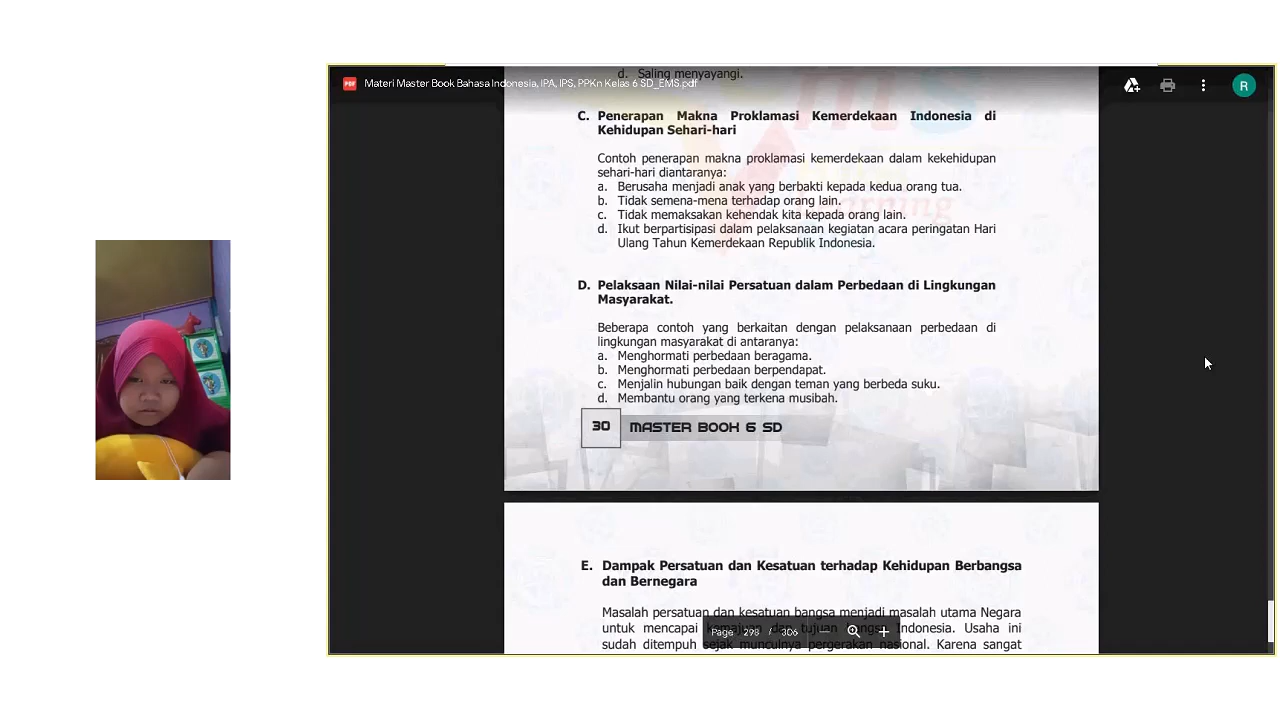 d. Saling menyayangi.
Materi Master Book Bahasa Indonesia, IPA, IPS, PPKn Kelas 6 SD_EMS.pdf
R
C. Penerapan Makna Proklamasi Kemerdekaan Indonesia di
Kehidupan Sehari-hari
Contoh penerapan makna proklamasi kemerdekaan dalam kekehidupan
sehari-hari diantaranya:
a. Berusaha menjadi anak yang berbakti kepada kedua orang tua.
b. Tidak semena-mena terhadap orang lain.
c. Tidak memaksakan kehendak kita kepada orang lain.
d. Ikut berpartisipasi dalam pelaksanaan kegiatan acara peringatan Hari
Ulang Tahun Kemerdekaan Republik Indonesia.
D. Pelaksaan Nilai-nilai Persatuan dalam Perbedaan di Lingkungan
Masyarakat.
Beberapa contoh yang berkaitan dengan pelaksanaan perbedaan di
lingkungan masyarakat di antaranya:
a. Menghormati perbedaan beragama.
b. Menghormati perbedaan berpendapat.
c. Menjalin hubungan baik dengan teman yang berbeda suku.
d. Membantu orang yang terkena musibah.
30 MASTER BOOK 6 SD
E. Dampak Persatuan dan Kesatuan terhadap Kehidupan Berbangsa
dan Bernegara
Masalah persatuan dan kesatuan bangsa menjadi masalah utama Negara
untuk mencapai kemajuan dan tujuan bangsa Indonesia. Usaha ini
Page 298 / 306
sudah ditempuh sejak munculnya pergerakan nasional. Karena sangat